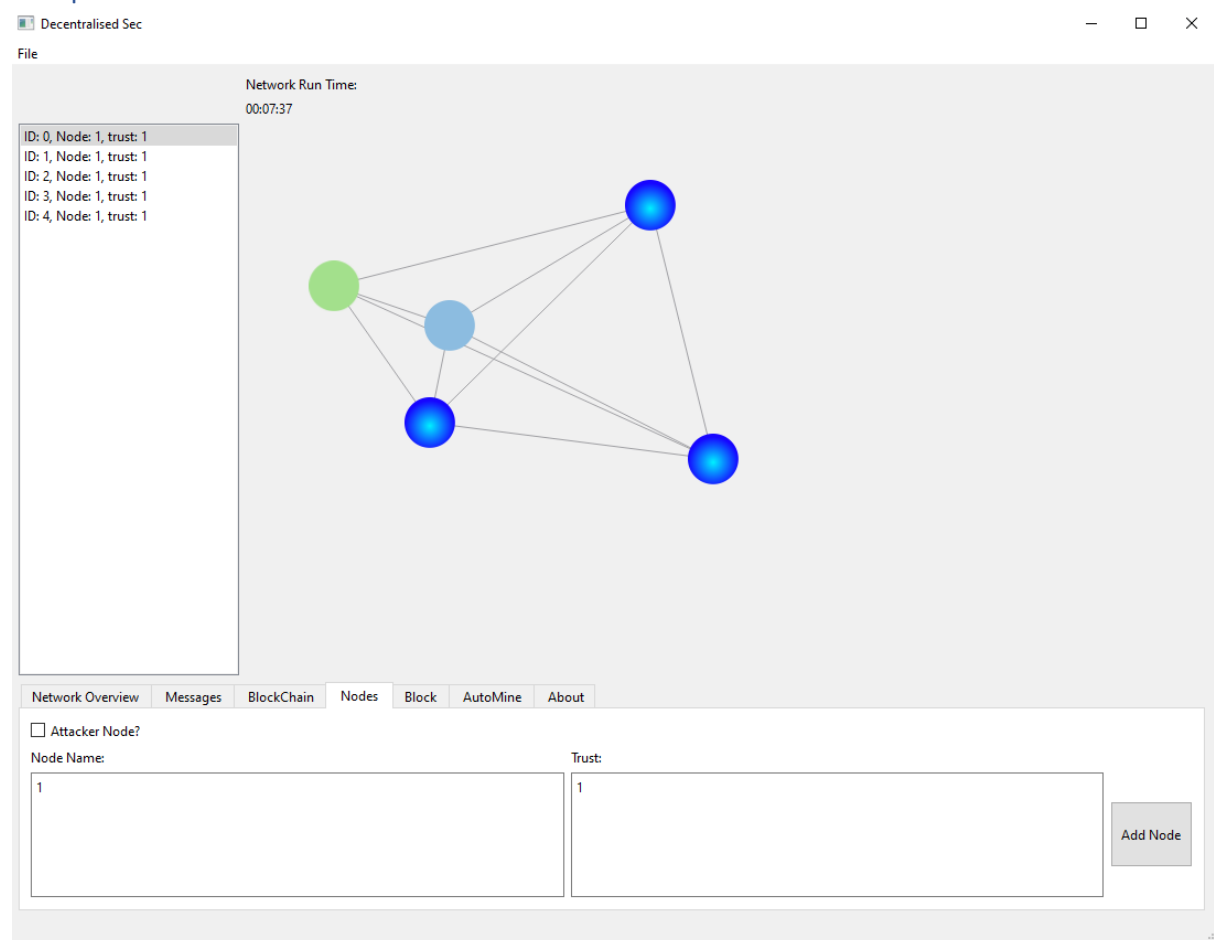 Decentralised Sec
File
Network Run Time:
00:07:37
ID: 0, Node: 1, trust: 1
ID: 1, Node: 1, trust: 1
ID: 2, Node: 1, trust: 1
ID: 3, Node: 1, trust: 1
ID: 4, Node: 1, trust: 1
Network Overview Messages BlockChain Nodes Block AutoMine About
Attacker Node?
Node Name: Trust:
1 1
Add Node